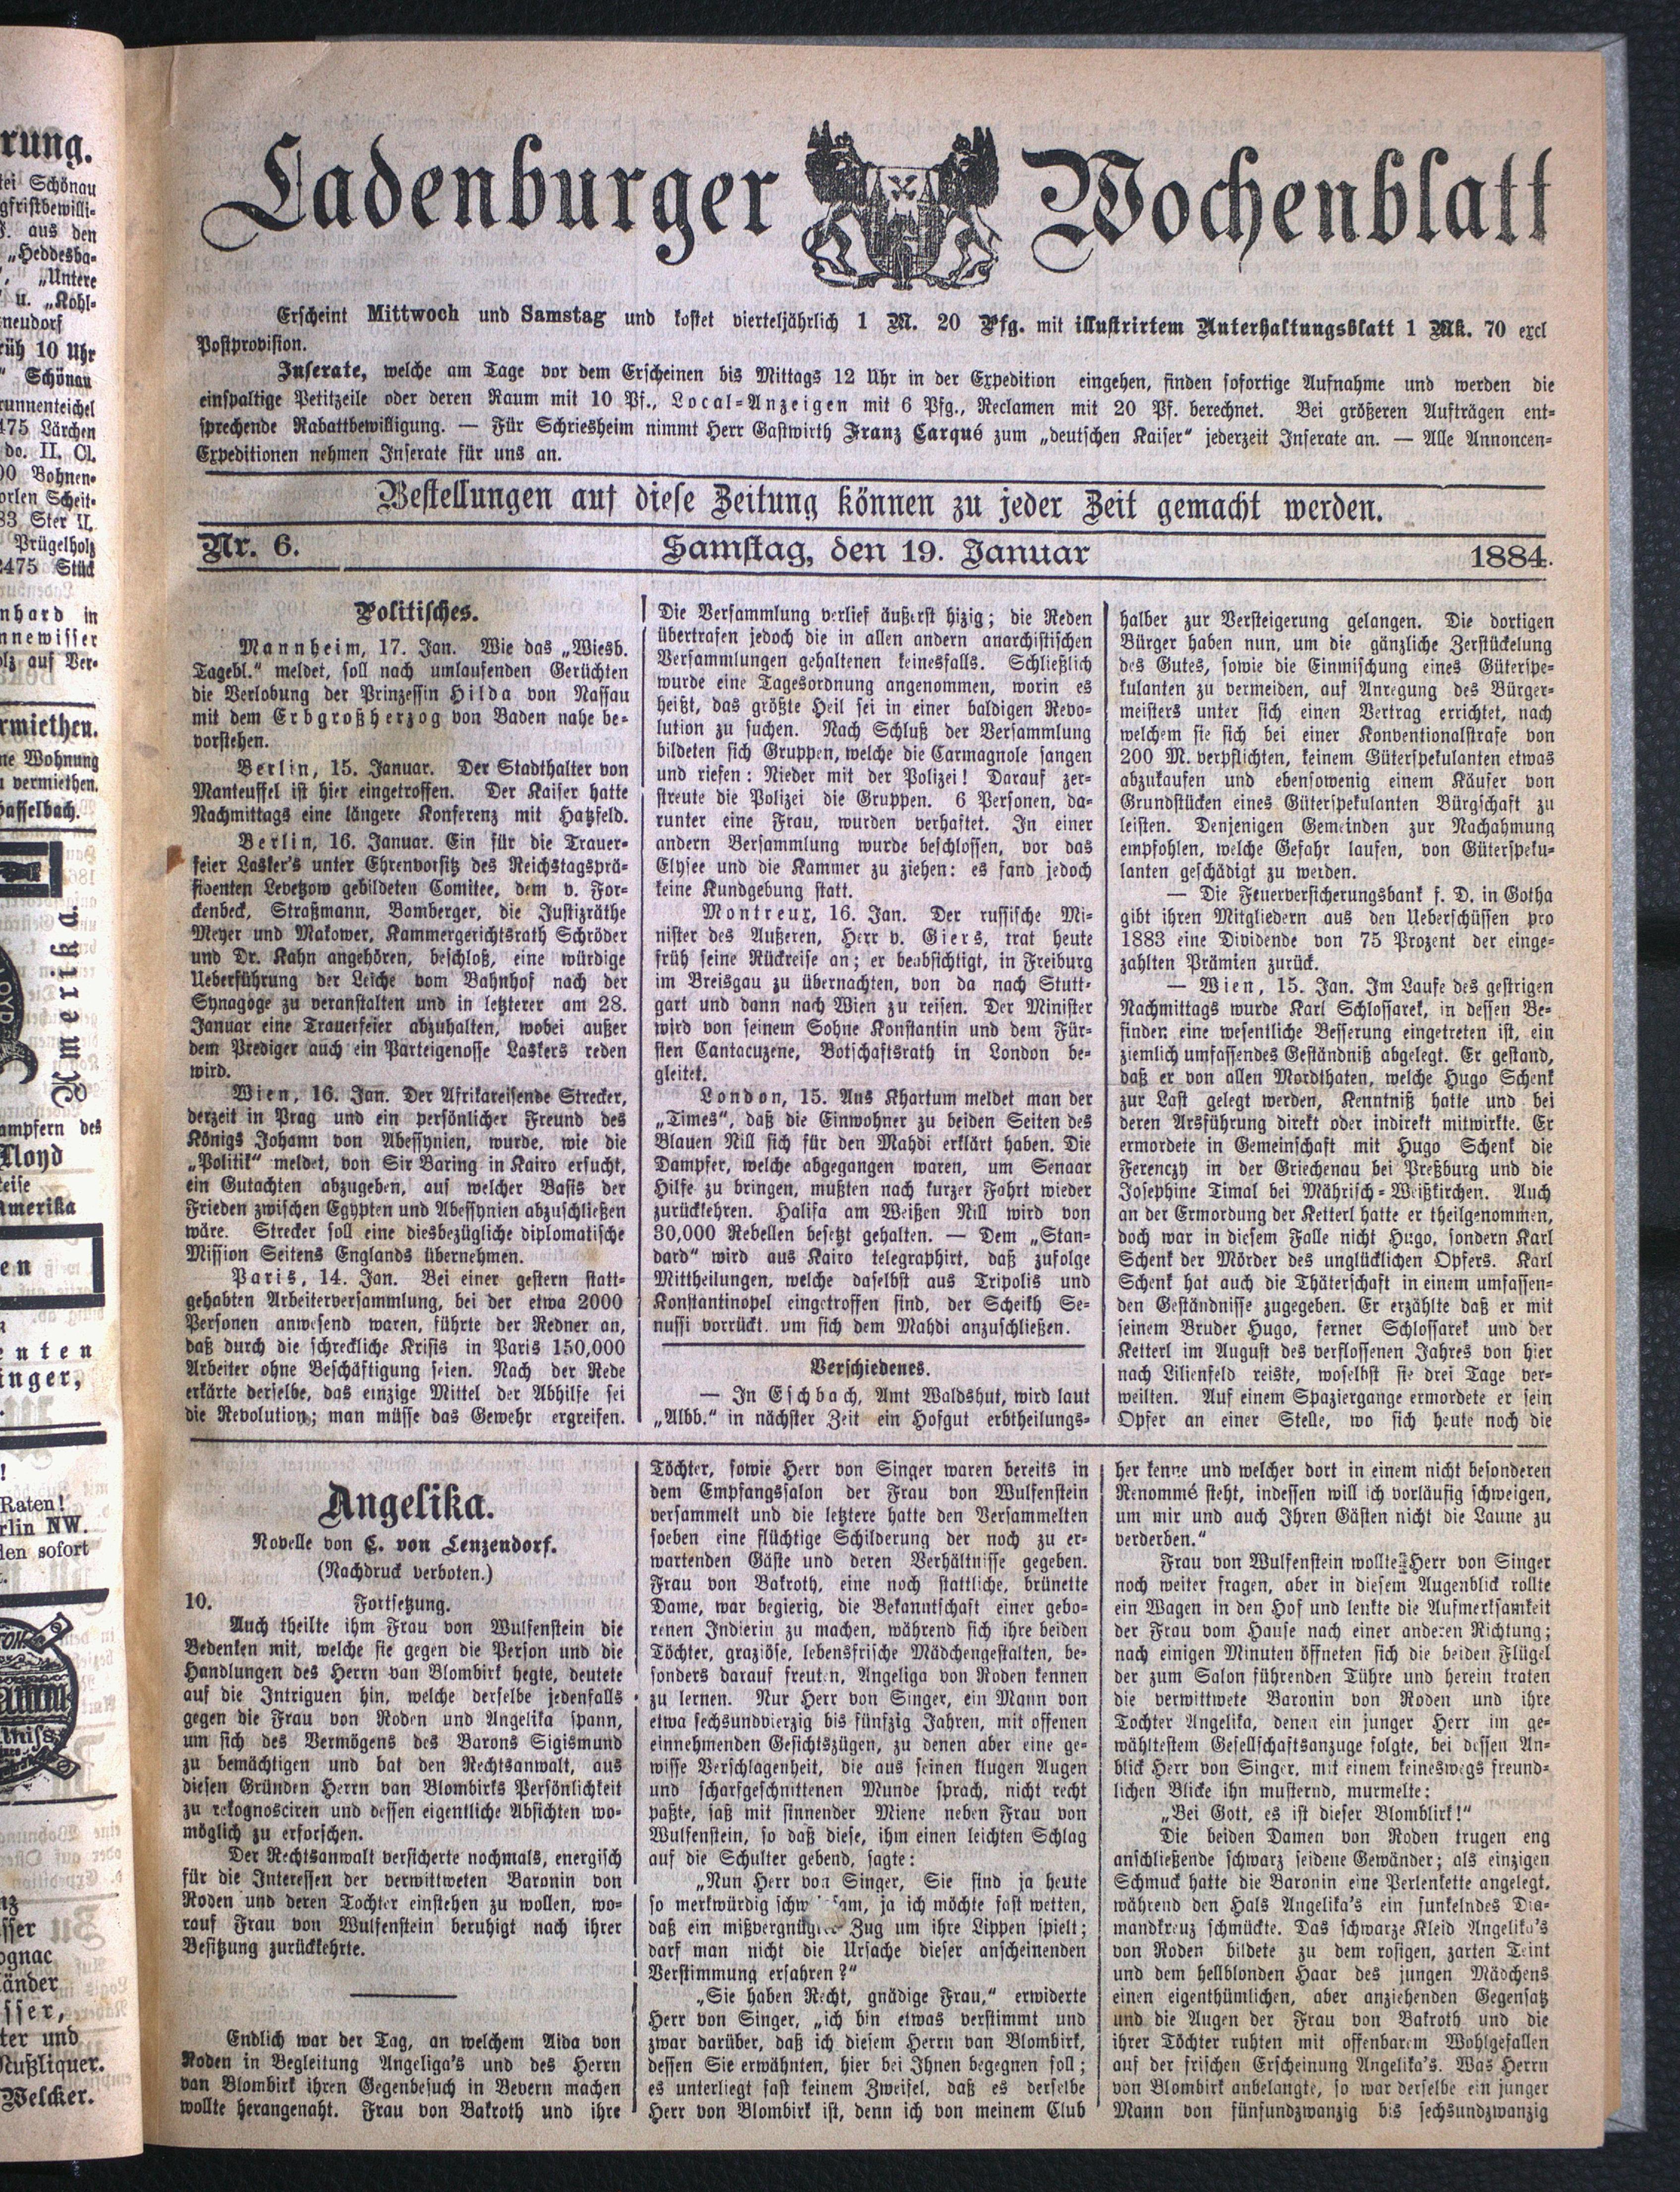 Ladenburger Wochenblatt
Erscheint Mittwoch und Samstag und kostet vierteljährlich 1 M. 20 Pfg. mit illustrirtem Unterhaltungsblatt 1 Mk. 70 excl
Postprovision.
Inserate, welche am Tage vor dem Erscheinen bis Mittags 12 Uhr in der Expedition eingehen, finden sofortige Aufnahme und werden die
einspaltige Petitzeile oder deren Raum mit 10 Pf., Local-Anzeigen mit 6 Pfg., Reclamen mit 20 Pf. berechnet. Bei größeren Aufträgen ent-
sprechende Rabattbewilligung. — Für Schriesheim nimmt Herr Gastwirth Franz Carqué zum „deutschen Kaiser“ jederzeit Inserate an. — Alle Annoncen-
Expeditionen nehmen Inserate für uns an.
Bestellungen auf diese Zeitung können zu jeder Zeit gemacht werden.
Nr. 6. Samstag, den 19. Januar 1884.
Politisches.
Mannheim, 17. Jan. Wie das „Wiesb.
Tagebl.“ meldet, soll nach umlaufenden Gerüchten
die Verlobung der Prinzessin Hilda von Nassau
mit dem Erbgroßherzog von Baden nahe be-
vorstehen.
Berlin, 15. Januar. Der Stadthalter von
Manteuffel ist hier eingetroffen. Der Kaiser hatte
Nachmittags eine längere Konferenz mit Hatzfeld.
Berlin, 16. Januar. Ein für die Trauer-
feier Lasker's unter Ehrenvorsitz des Reichstagsprä-
sidenten Levetzow gebildeten Comitee, dem v. For-
ckenbeck, Straßmann, Bamberger, die Justizräthe
Meyer und Makower, Kammergerichtsrath Schröder
und Dr. Kahn angehören, beschloß, eine würdige
Ueberführung der Leiche vom Bahnhof nach der
Synagoge zu veranstalten und in letzterer am 28.
Januar eine Trauerfeier abzuhalten, wobei außer
dem Prediger auch ein Parteigenosse Laskers reden
wird.
Wien, 16. Jan. Der Afrikareisende Strecker,
derzeit in Prag und ein persönlicher Freund des
Königs Johann von Abessynien, wurde, wie die
„Politik“ meldet, von Sir Baring in Kairo ersucht,
ein Gutachten abzugeben, auf welcher Basis der
Frieden zwischen Egypten und Abessynien abzuschließen
wäre. Strecker soll eine diesbezügliche diplomatische
Mission Seitens Englands übernehmen.
Paris, 14. Jan. Bei einer gestern statt-
gehabten Arbeiterversammlung, bei der etwa 2000
Personen anwesend waren, führte der Redner an,
daß durch die schreckliche Krisis in Paris 150,000
Arbeiter ohne Beschäftigung seien. Nach der Rede
erkärte derselbe, das einzige Mittel der Abhilfe sei
die Revolution; man müsse das Gewehr ergreifen.
Die Versammlung verlief äußerst hizig; die Reden
übertrafen jedoch die in allen andern anarchistischen
Versammlungen gehaltenen keinesfalls. Schließlich
wurde eine Tagesordnung angenommen, worin es
heißt, das größte Heil sei in einer baldigen Revo-
lution zu suchen. Nach Schluß der Versammlung
bildeten sich Gruppen, welche die Carmagnole sangen
und riefen: Nieder mit der Polizei! Darauf zer-
streute die Polizei die Gruppen. 6 Personen, da-
runter eine Frau, wurden verhaftet. In einer
andern Versammlung wurde beschlossen, vor das
Elysee und die Kammer zu ziehen: es fand jedoch
keine Kundgebung statt.
Montreux, 16. Jan. Der russische Mi-
nister des Außeren, Herr v. Giers, trat heute
früh seine Rückreise an; er beabsichtigt, in Freiburg
im Breisgau zu übernachten, von da nach Stutt-
gart und dann nach Wien zu reisen. Der Minister
wird von seinem Sohne Konstantin und dem Für-
sten Cantacuzene, Botschaftsrath in London be-
gleitet.
London, 15. Aus Khartum meldet man der
„Times“, daß die Einwohner zu beiden Seiten des
Blauen Nill sich für den Mahdi erklärt haben. Die
Dampfer, welche abgegangen waren, um Senaar
Hilfe zu bringen, mußten nach kurzer Fahrt wieder
zurückkehren. Halifa am Weißen Nill wird von
30,000 Rebellen besetzt gehalten. — Dem „Stan-
dard“ wird aus Kairo telegraphirt, daß zufolge
Mittheilungen, welche daselbst aus Tripolis und
Konstantinopel eingetroffen sind, der Scheikh Se-
nussi vorrückt. um sich dem Mahdi anzuschließen.
Verschiedenes.
— In Eschbach, Amt Waldshut, wird laut
„Albb.“ in nächster Zeit ein Hofgut erbtheilungs-
halber zur Versteigerung gelangen. Die dortigen
Bürger haben nun, um die gänzliche Zerstückelung
des Gutes, sowie die Einmischung eines Güterspe-
kulanten zu vermeiden, auf Anregung des Bürger-
meisters unter sich einen Vertrag errichtet, nach
welchem sie sich bei einer Konventionalstrafe von
200 M. verpflichten, keinem Güterspekulanten etwas
abzukaufen und ebensowenig einem Käufer von
Grundstücken eines Güterspekulanten Bürgschaft zu
leisten. Denjenigen Gemeinden zur Nachahmung
empfohlen, welche Gefahr laufen, von Güterspeku-
lanten geschädigt zu werden.
— Die Feuerversicherungsbank f. D. in Gotha
gibt ihren Mitgliedern aus den Ueberschüssen pro
1883 eine Dividende von 75 Prozent der einge-
zahlten Prämien zurück.
— Wien, 15. Jan. Im Laufe des gestrigen
Nachmittags wurde Karl Schlossarek, in dessen Be-
finden eine wesentliche Besserung eingetreten ist, ein
ziemlich umfassendes Geständniß abgelegt. Er gestand,
daß er von allen Mordthaten, welche Hugo Schenk
zur Last gelegt werden, Kenntniß hatte und bei
deren Arsführung direkt oder indirekt mitwirkte. Er
ermordete in Gemeinschaft mit Hugo Schenk die
Ferenczy in der Griechenau bei Preßburg und die
Josephine Timal bei Mährisch-Weißkirchen. Auch
an der Ermordung der Ketterl hatte er theilgenommen,
doch war in diesem Falle nicht Hugo, sondern Karl
Schenk der Mörder des unglücklichen Opfers. Karl
Schenk hat auch die Thäterschaft in einem umfassen-
den Geständnisse zugegeben. Er erzählte daß er mit
seinem Bruder Hugo, ferner Schlossarek und der
Ketterl im August des verflossenen Jahres von hier
nach Lilienfeld reiste, woselbst sie drei Tage ver-
weilten. Auf einem Spaziergange ermordete er sein
Opfer an einer Stelle, wo sich heute noch die
Angelika.
Novelle von C. von Lenzendorf.
(Nachdruck verboten.)
10. Fortsetzung.
Auch theilte ihm Frau von Wulfenstein die
Bedenken mit, welche sie gegen die Person und die
Handlungen des Herrn van Blombirk hegte, deutete
auf die Intriguen hin, welche derselbe jedenfalls
gegen die Frau von Roden und Angelika spann,
um sich des Vermögens des Barons Sigismund
zu bemächtigen und bat den Rechtsanwalt, aus
diesen Gründen Herrn van Blombirks Persönlichkeit
zu rekognosciren und dessen eigentliche Absichten wo-
möglich zu erforschen.
Der Rechtsanwalt versicherte nochmals, energisch
für die Interessen der verwittweten Baronin von
Roden und deren Tochter einstehen zu wollen, wo-
rauf Frau von Wulfenstein beruhigt nach ihrer
Besitzung zurückkehrte.
Endlich war der Tag, an welchem Aida von
Roden in Begleitung Angeliga's und des Herrn
van Blombirk ihren Gegenbesuch in Bevern machen
wollte herangenaht. Frau von Bakroth und ihre
Töchter, sowie Herr von Singer waren bereits in
dem Empfangssalon der Frau von Wulfenstein
versammelt und die letztere hatte den Versammelten
soeben eine flüchtige Schilderung der noch zu er-
wartenden Gäste und deren Verhältnisse gegeben.
Frau von Bakroth, eine noch stattliche, brünette
Dame, war begierig, die Bekanntschaft einer gebo-
renen Indierin zu machen, während sich ihre beiden
Töchter, graziöse, lebensfrische Mädchengestalten, be-
sonders darauf freuten, Angeliga von Roden kennen
zu lernen. Nur Herr von Singer, ein Mann von
etwa sechsundvierzig bis fünfzig Jahren, mit offenen
einnehmenden Gesichtszügen, zu denen aber eine ge-
wisse Verschlagenheit, die aus seinen klugen Augen
und scharfgeschnittenen Munde sprach, nicht recht
paßte, saß mit sinnender Miene neben Frau von
Wulfenstein, so daß diese, ihm einen leichten Schlag
auf die Schulter gebend, sagte:
„Nun Herr von Singer, Sie sind ja heute
so merkwürdig ja ich möchte fast wetten,
daß ein Zug um ihre Lippen spielt;
darf man nicht die Ursache dieser anscheinenden
Verstimmung erfahren?“
„Sie haben Recht, gnädige Frau,“ erwiderte
Herr von Singer, „ich bin etwas verstimmt und
zwar darüber, daß ich diesem Herrn van Blombirk,
dessen Sie erwähnten, hier bei Ihnen begegnen soll;
es unterliegt fast keinem Zweifel, daß es derselbe
Herr von Blombirk ist, denn ich von meinem Club
her kenne und welcher dort in einem nicht besonderen
Renommé steht, indessen will ich vorläufig schweigen,
um mir und auch Ihren Gästen nicht die Laune zu
verderben.“
Frau von Wulfenstein wollte Herr von Singer
noch weiter fragen, aber in diesem Augenblick rollte
ein Wagen in den Hof und lenkte die Aufmerksamkeit
der Frau vom Hause nach einer anderen Richtung;
nach einigen Minuten öffneten sich die beiden Flügel
der zum Salon führenden Thüre und herein traten
die verwittwete Baronin von Roden und ihre
Tochter Angelika, denen ein junger Herr im ge-
wähltestem Gesellschaftsanzuge folgte, bei dessen An-
blick Herr von Singer, mit einem keineswegs freund-
lichen Blicke ihn musternd, murmelte:
„Bei Gott, es ist dieser Blomblirk!“
Die beiden Damen von Roden trugen eng
anschließende schwarz seidene Gewänder; als einzigen
Schmuck hatte die Baronin eine Perlenkette angelegt,
während den Hals Angelika's ein funkelndes Dia-
mandkreuz schmückte. Das schwarze Kleid Angelika's
von Roden bildete zu dem rosigen, zarten Teint
und dem hellblonden Haar des jungen Mädchens
einen eigenthümlichen, aber anziehenden Gegensatz
und die Augen der Frau von Bakroth und die
ihrer Töchter ruhten mit offenbarem Wohlgefallen
auf der frischen Erscheinung Angelika's. Was Herrn
von Blombirk anbelangte, so war derselbe ein junger
Mann von fünfundzwanzig bis sechsundzwanzig